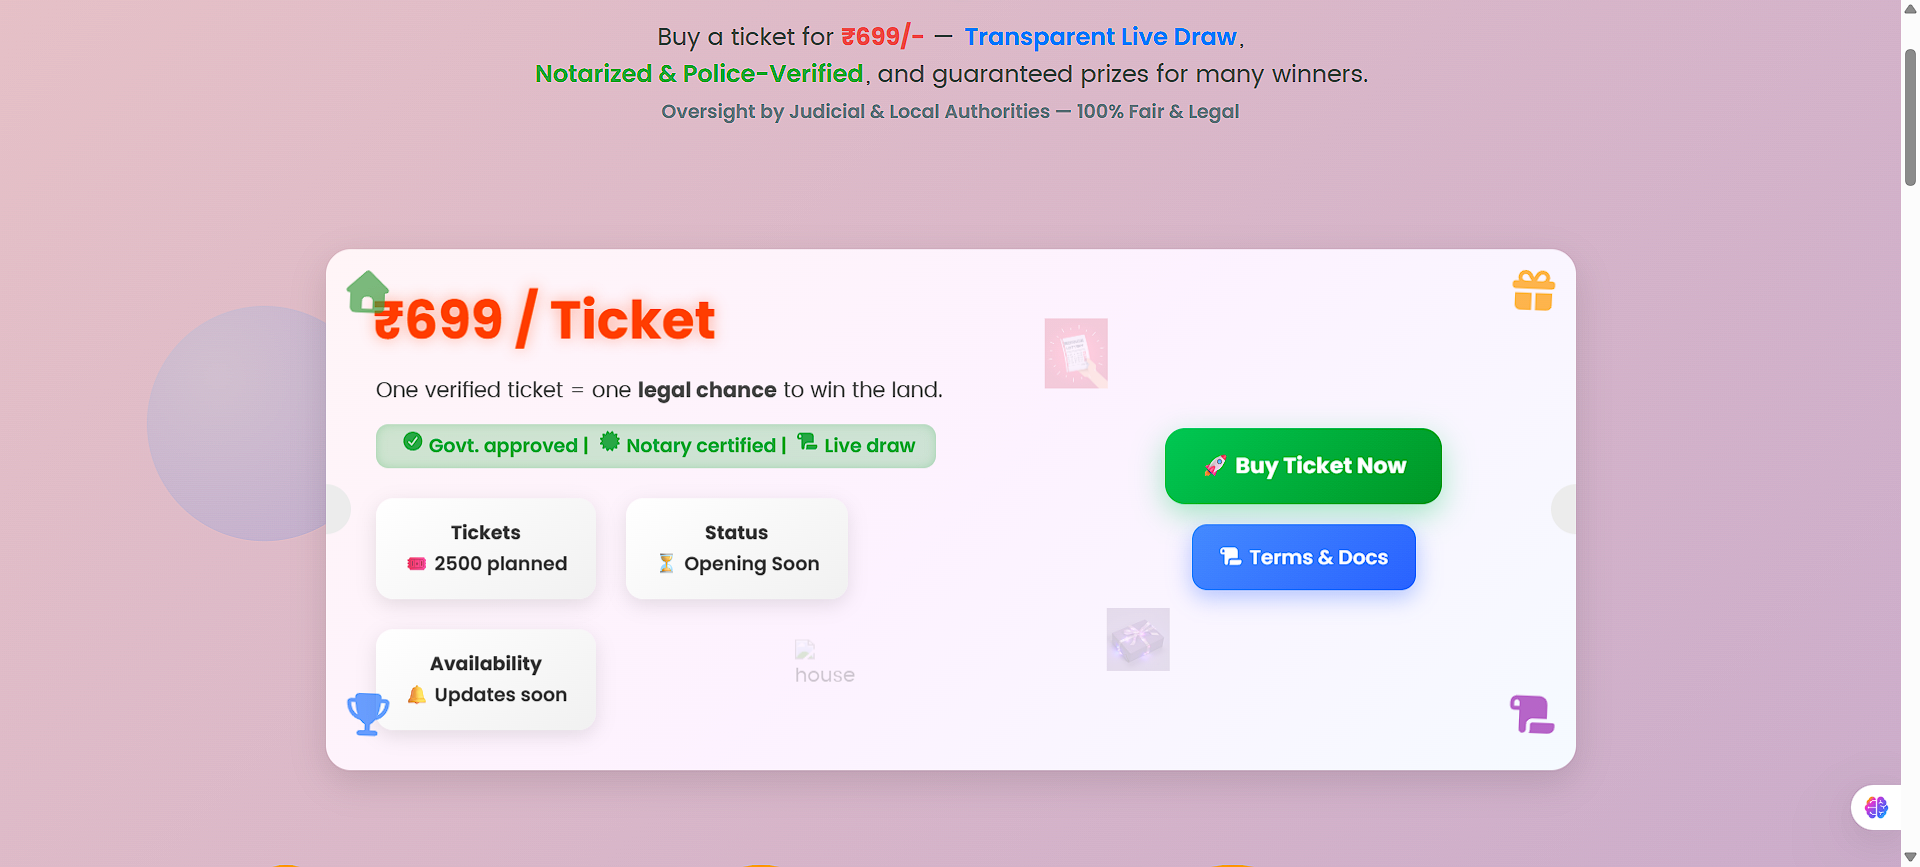 Buy a ticket for ₹699/- — Transparent Live Draw,
Notarized & Police-Verified, and guaranteed prizes for many winners.
Oversight by Judicial & Local Authorities — 100% Fair & Legal
₹699 / Ticket
One verified ticket = one legal chance to win the land.
Govt. approved | Notary certified | Live draw
Tickets
2500 planned
Status
Opening Soon
Availability
Updates soon
house
🚀 Buy Ticket Now
Terms & Docs